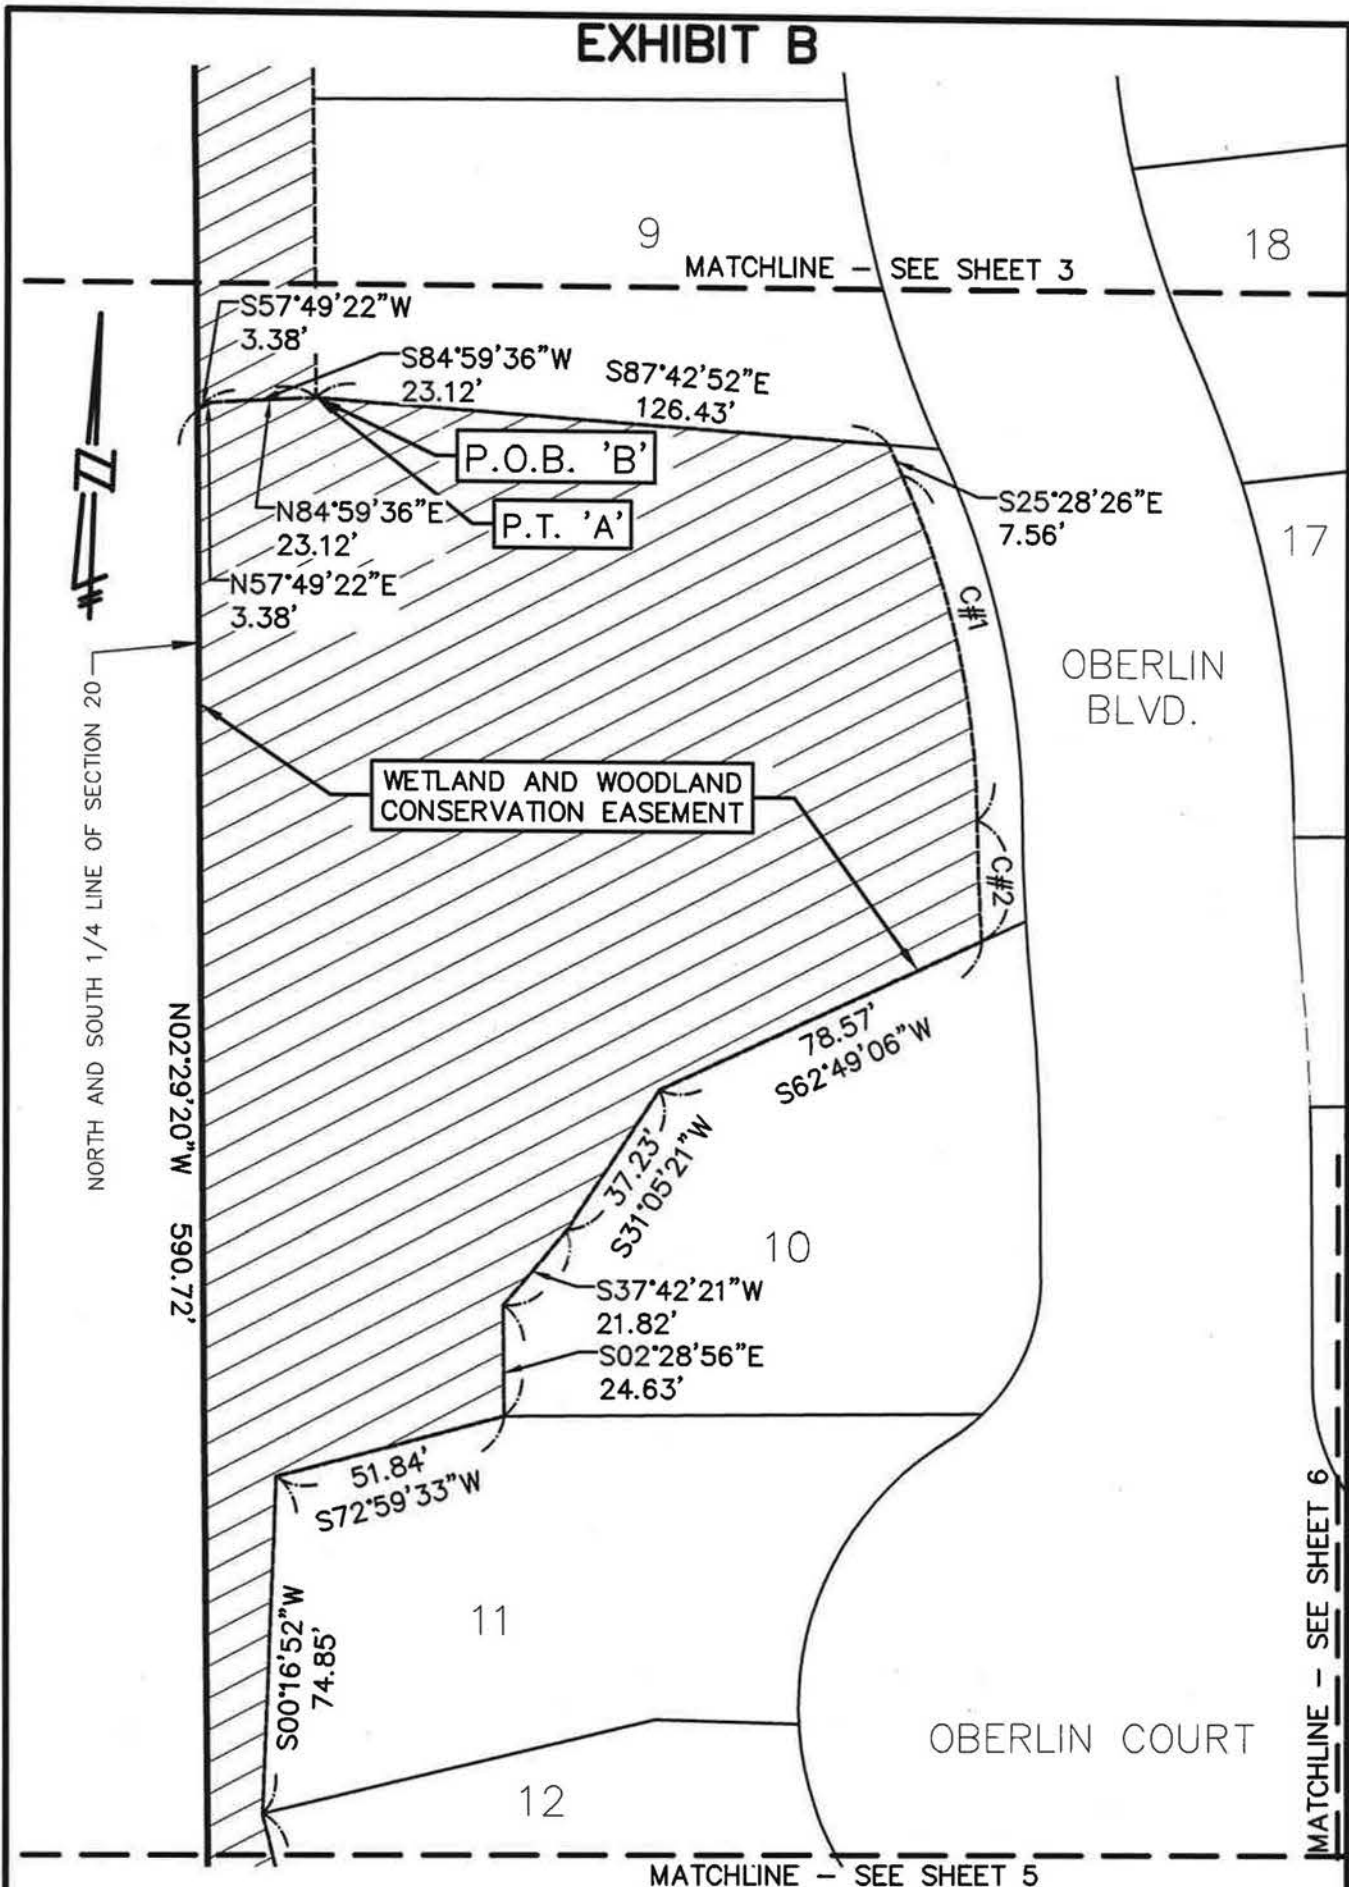 EXHIBIT B
9
18
MATCHLINE – SEE SHEET 3
S57°49'22"W
3.38'
S84°59'36"W
23.12'
S87°42'52"E
126.43'
P.O.B. 'B'
P.T. 'A'
N84°59'36"E
23.12'
N57°49'22"E
3.38'
S25°28'26"E
7.56'
17
C#1
OBERLIN
BLVD.
NORTH AND SOUTH 1/4 LINE OF SECTION 20
WETLAND AND WOODLAND
CONSERVATION EASEMENT
C#2
N02°29'20"W 590.72'
78.57'
S62°49'06"W
37.23'
S31°05'21"W
10
S37°42'21"W
21.82'
S02°28'56"E
24.63'
51.84'
S72°59'33"W
S00°16'52"W
74.85'
11
OBERLIN COURT
12
MATCHLINE – SEE SHEET 6
MATCHLINE – SEE SHEET 5